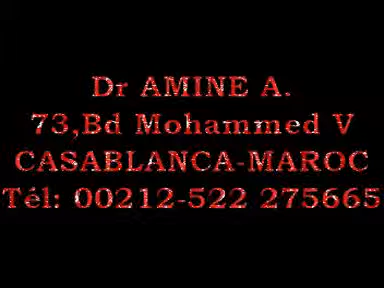 Dr AMINE A.
73,Bd Mohammed V
CASABLANCA-MAROC
Tél: 00212-522 275665